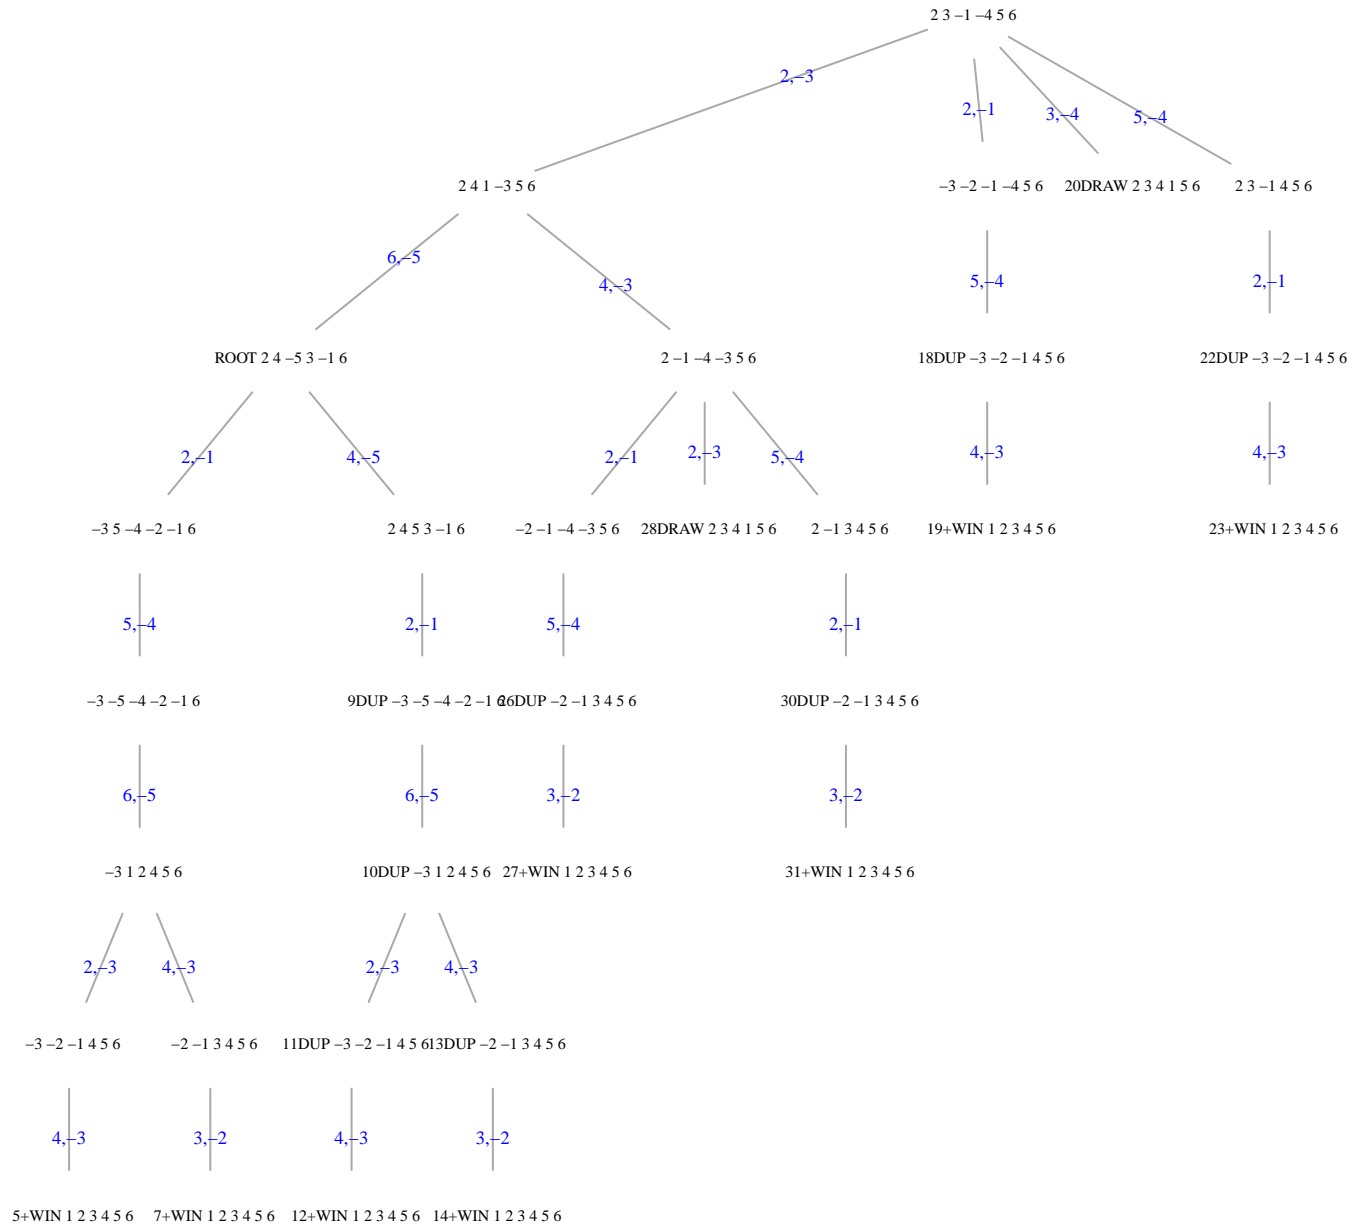 2 3 −1 −4 5 6
2,−3
2,−1
3,−4
5,−4
2 4 1 −3 5 6
−3 −2 −1 −4 5 6
20DRAW 2 3 4 1 5 6
2 3 −1 4 5 6
6,−5
4,−3
5,−4
2,−1
ROOT 2 4 −5 3 −1 6
2 −1 −4 −3 5 6
18DUP −3 −2 −1 4 5 6
22DUP −3 −2 −1 4 5 6
2,−1
4,−5
2,−1
2,−3
5,−4
4,−3
4,−3
−3 5 −4 −2 −1 6
2 4 5 3 −1 6
−2 −1 −4 −3 5 6
28DRAW 2 3 4 1 5 6
2 −1 3 4 5 6
19+WIN 1 2 3 4 5 6
23+WIN 1 2 3 4 5 6
5,−4
2,−1
5,−4
2,−1
−3 −5 −4 −2 −1 6
9DUP −3 −5 −4 −2 −1 6
26DUP −2 −1 3 4 5 6
30DUP −2 −1 3 4 5 6
6,−5
6,−5
3,−2
3,−2
−3 1 2 4 5 6
10DUP −3 1 2 4 5 6
27+WIN 1 2 3 4 5 6
31+WIN 1 2 3 4 5 6
2,−3
4,−3
2,−3
4,−3
−3 −2 −1 4 5 6
−2 −1 3 4 5 6
11DUP −3 −2 −1 4 5 6
13DUP −2 −1 3 4 5 6
4,−3
3,−2
4,−3
3,−2
5+WIN 1 2 3 4 5 6
7+WIN 1 2 3 4 5 6
12+WIN 1 2 3 4 5 6
14+WIN 1 2 3 4 5 6